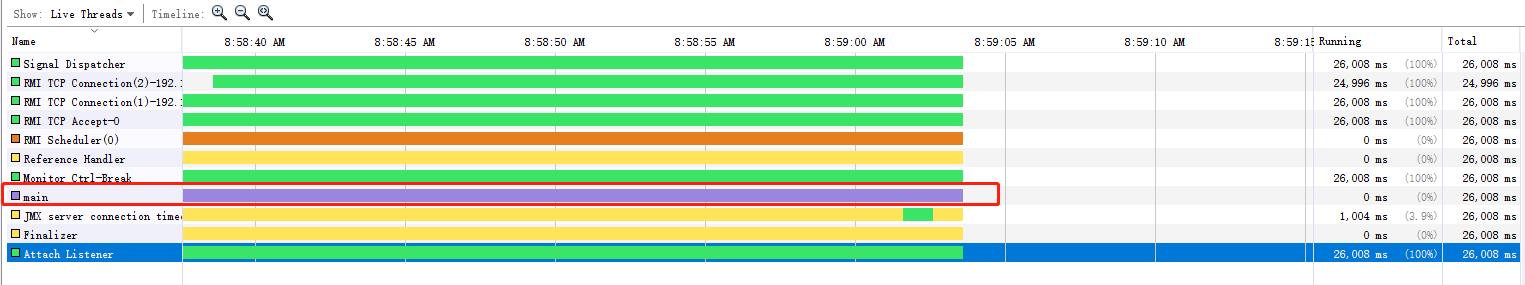 Show: Live Threads Timeline:
Name 8:58:40 AM 8:58:45 AM 8:58:50 AM 8:58:55 AM 8:59:00 AM 8:59:05 AM 8:59:10 AM 8:59:15 Running Total
Signal Dispatcher 26,008 ms (100%) 26,008 ms
RMI TCP Connection(2)-192.1 24,996 ms (100%) 24,996 ms
RMI TCP Connection(1)-192.1 26,008 ms (100%) 26,008 ms
RMI TCP Accept-0 26,008 ms (100%) 26,008 ms
RMI Scheduler(0) 0 ms (0%) 26,008 ms
Reference Handler 0 ms (0%) 26,008 ms
Monitor Ctrl-Break 26,008 ms (100%) 26,008 ms
main 0 ms (0%) 26,008 ms
JMX server connection timeo 1,004 ms (3.9%) 26,008 ms
Finalizer 0 ms (0%) 26,008 ms
Attach Listener 26,008 ms (100%) 26,008 ms